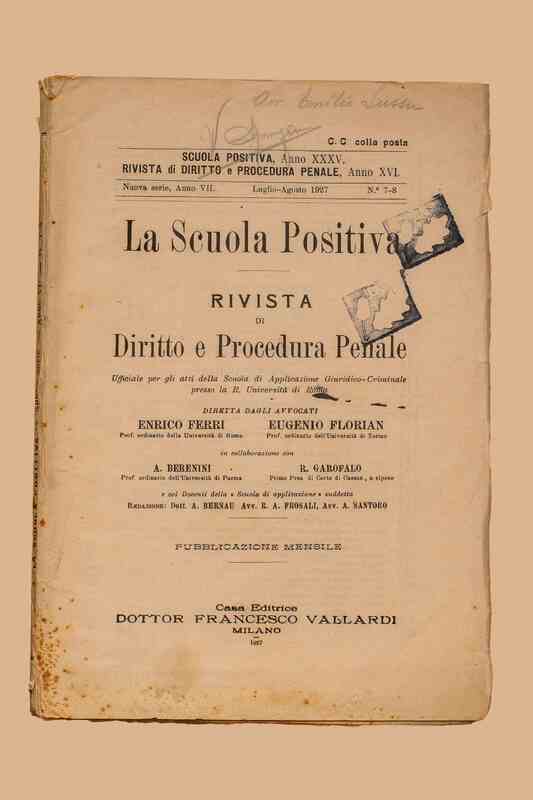 Avv. Emilio Lussu
C. C colla posta
SCUOLA POSITIVA, Anno XXXV,
RIVISTA di DIRITTO e PROCEDURA PENALE, Anno XVI.
Nuova serie, Anno VII. Luglio-Agosto 1927 N.ⁱ 7-8
La Scuola Positiva
RIVISTA
DI
Diritto e Procedura Penale
Ufficiale per gli atti della Scuola di Applicazione Giuridico-Criminale
presso la R. Università di Roma
DIRETTA DAGLI AVVOCATI
ENRICO FERRI EUGENIO FLORIAN
Prof. ordinario della Università di Roma Prof. ordinario dell'Università di Torino
in collaborazione con
A. BERENINI R. GAROFALO
Prof. ordinario dell'Università di Parma Primo Pres. di Corte di Cassaz., a riposo
e coi Docenti della « Scuola di applicazione » suddetta
REDAZIONE: Dott. A. BERNAU Avv. R. A. FROSALI, Avv. A. SANTORO
PUBBLICAZIONE MENSILE
Casa Editrice
DOTTOR FRANCESCO VALLARDI
MILANO
1927